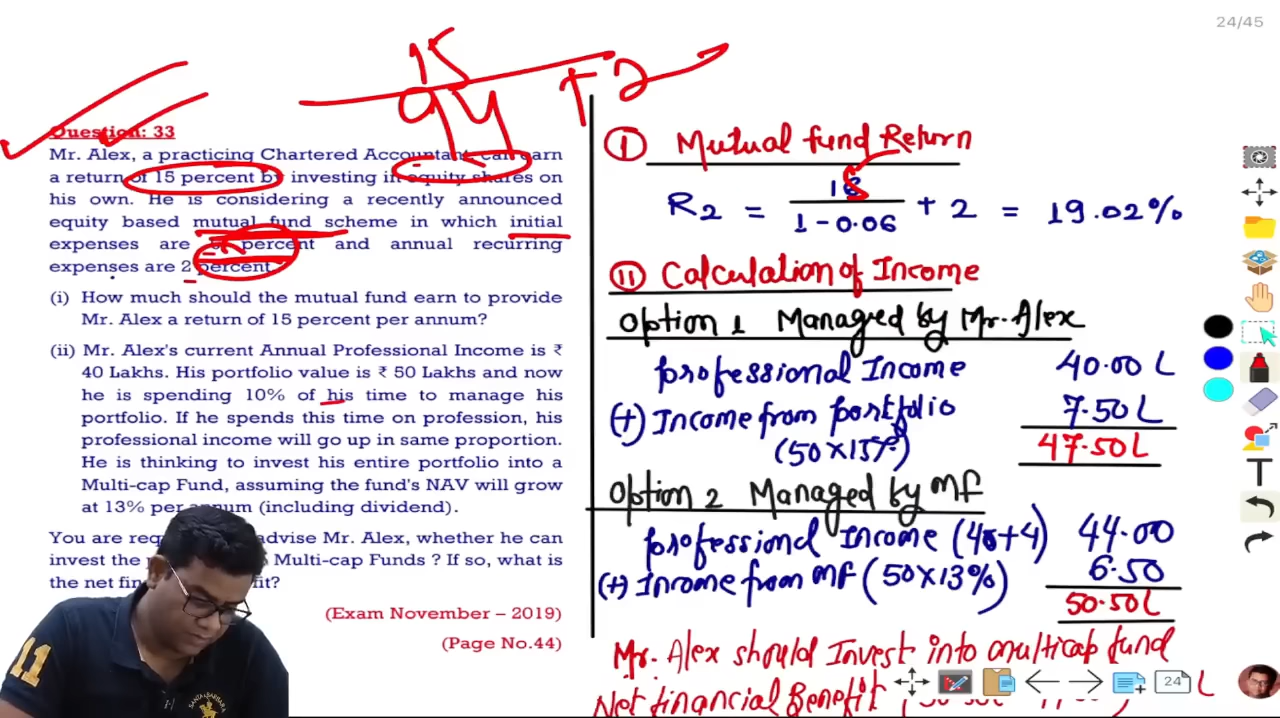 24/45
15
94 +2
Question: 33
Mr. Alex, a practicing Chartered Accountant, can earn
a return of 15 percent by investing in equity shares on
his own. He is considering a recently announced
equity based mutual fund scheme in which initial
expenses are percent and annual recurring
expenses are 2 percent.
(i) How much should the mutual fund earn to provide
Mr. Alex a return of 15 percent per annum?
(ii) Mr. Alex's current Annual Professional Income is ₹
40 Lakhs. His portfolio value is ₹ 50 Lakhs and now
he is spending 10% of his time to manage his
portfolio. If he spends this time on profession, his
professional income will go up in same proportion.
He is thinking to invest his entire portfolio into a
Multi-cap Fund, assuming the fund's NAV will grow
at 13% per annum (including dividend).
You are advise Mr. Alex, whether he can
invest the Multi-cap Funds ? If so, what is
the net
(Exam November – 2019)
(Page No.44)
I Mutual fund Return
R2 = / 1-0.06 + 2 = 19.02%
II Calculation of Income
Option 1 Managed by Mr. Alex
professional Income 40.00 L
(+) Income from portfolio 7.50 L
(50×15%) 47.50L
Option 2 Managed by MF
professional Income (40+4) 44.00
(+) Income from MF (50×13%) 6.50
50.50L
Mr. Alex should Invest into multicap fund
Net financial Benefit
24 L
T
11